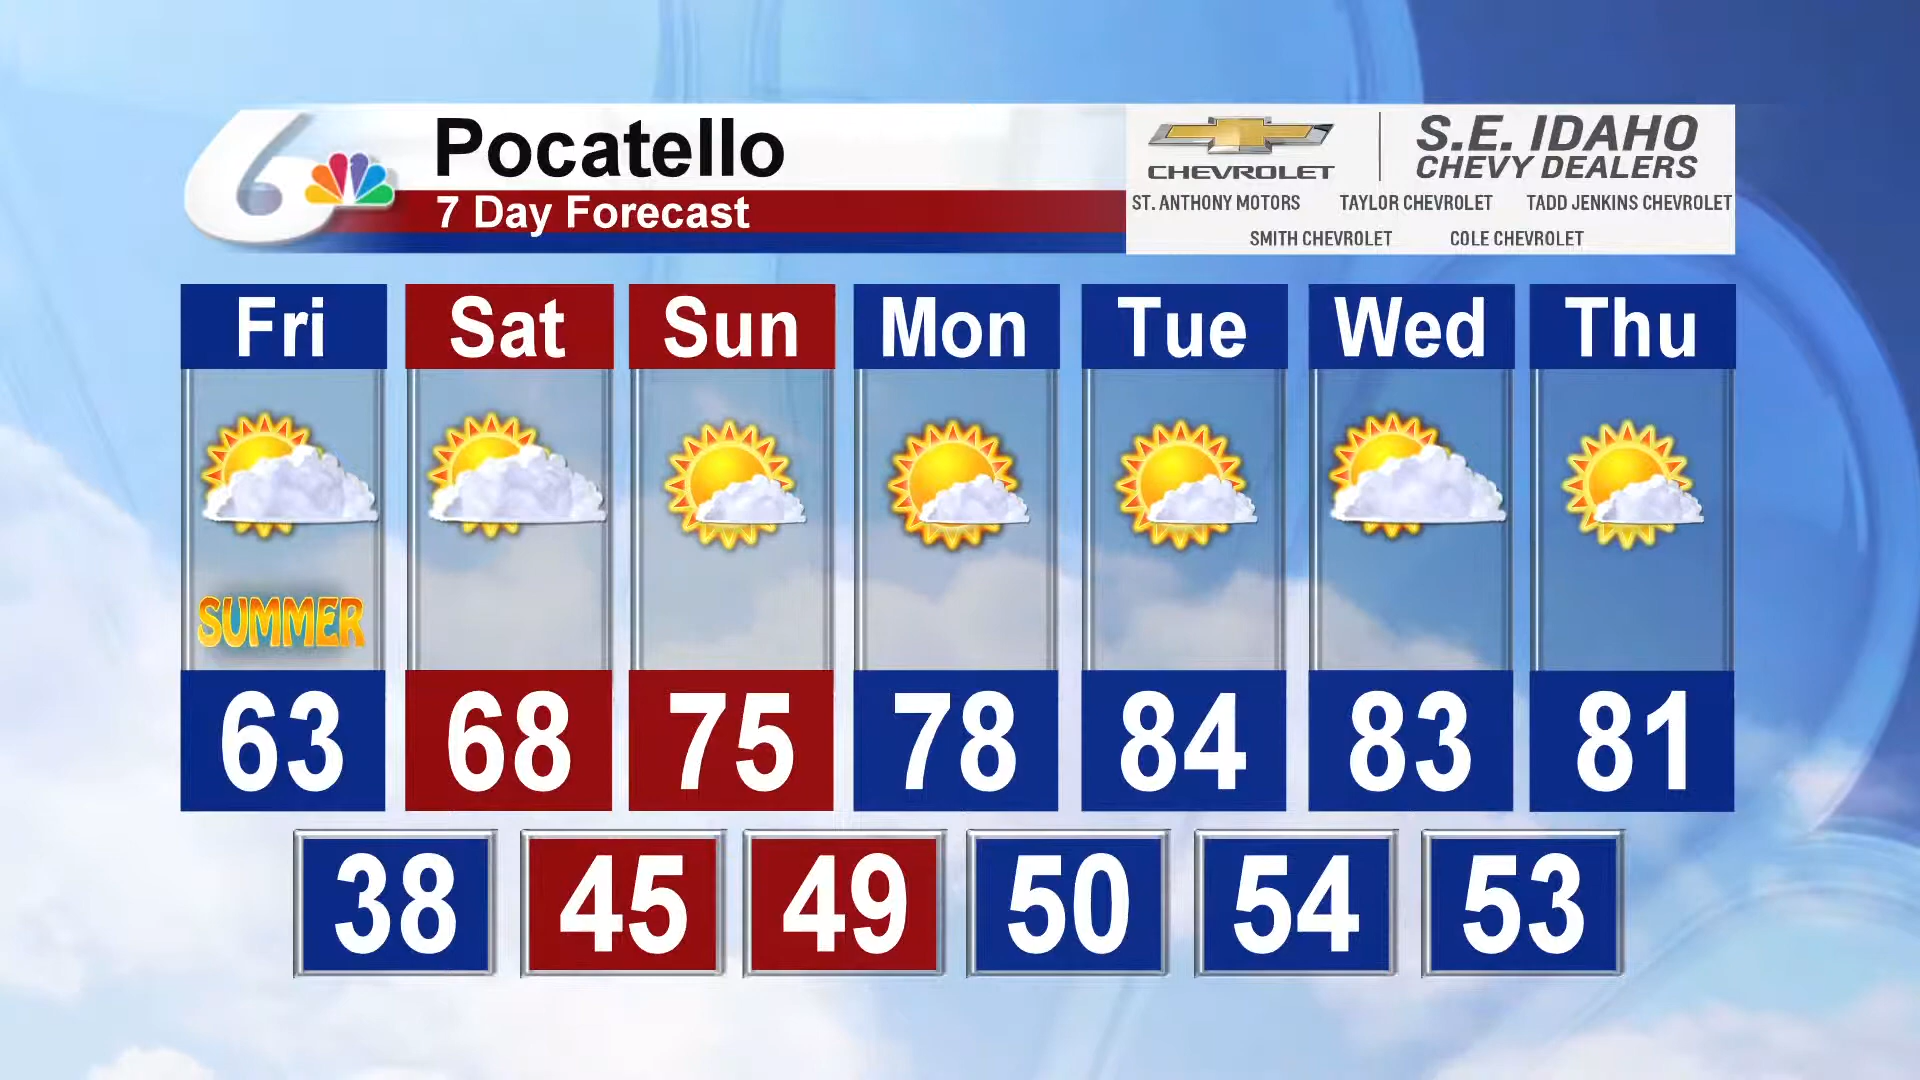 6
Pocatello
7 Day Forecast
CHEVROLET
S.E. IDAHO
CHEVY DEALERS
ST. ANTHONY MOTORS TAYLOR CHEVROLET TADD JENKINS CHEVROLET
SMITH CHEVROLET COLE CHEVROLET
Fri Sat Sun Mon Tue Wed Thu
SUMMER
63 68 75 78 84 83 81
38 45 49 50 54 53